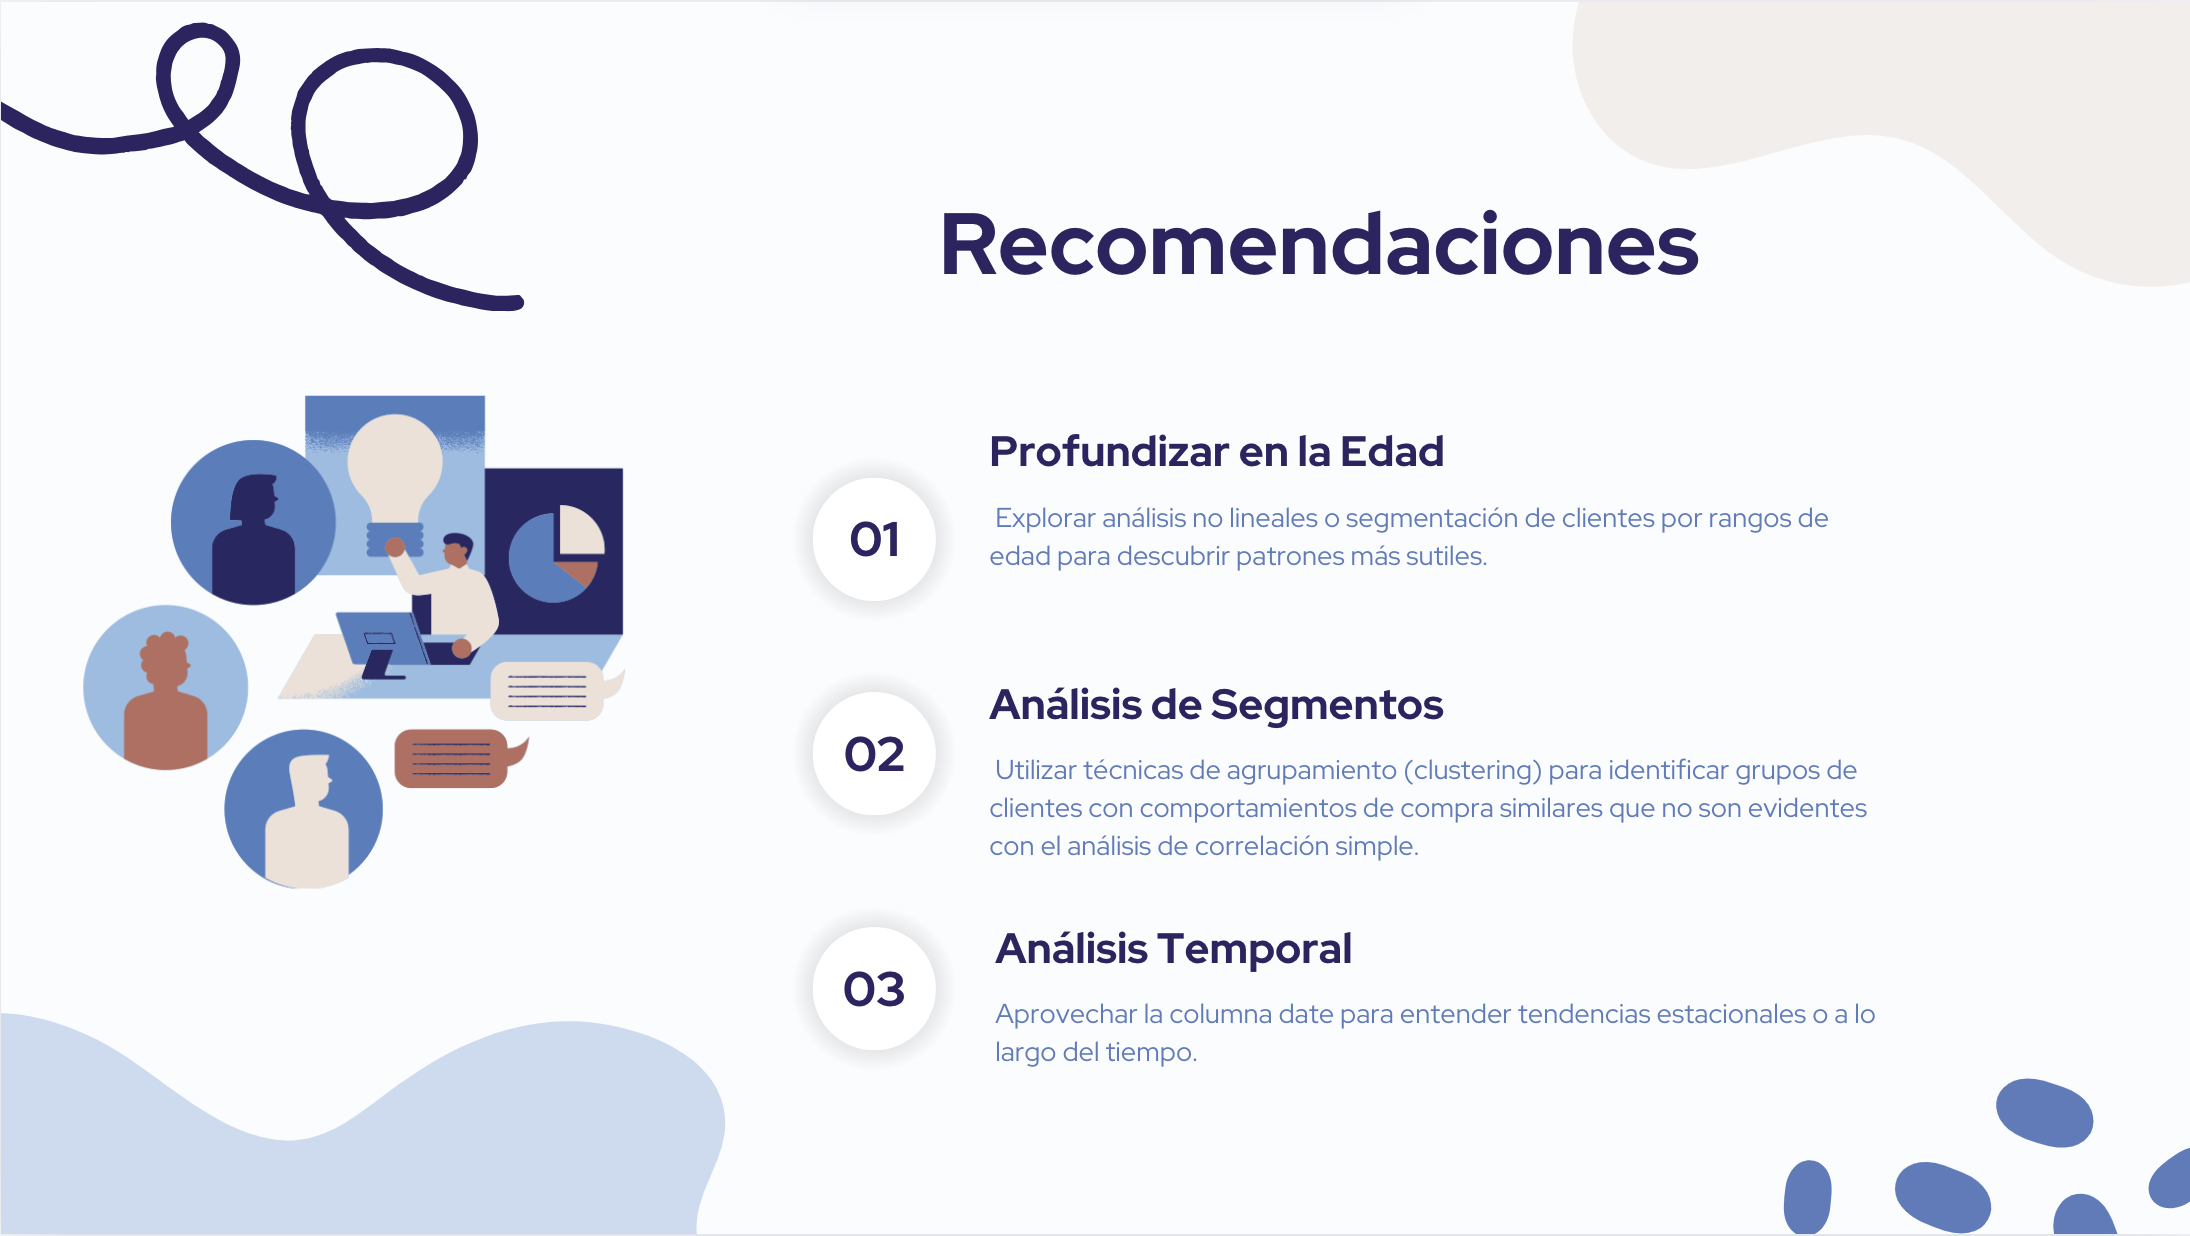 Recomendaciones
01
Profundizar en la Edad
Explorar análisis no lineales o segmentación de clientes por rangos de
edad para descubrir patrones más sutiles.
02
Análisis de Segmentos
Utilizar técnicas de agrupamiento (clustering) para identificar grupos de
clientes con comportamientos de compra similares que no son evidentes
con el análisis de correlación simple.
03
Análisis Temporal
Aprovechar la columna date para entender tendencias estacionales o a lo
largo del tiempo.